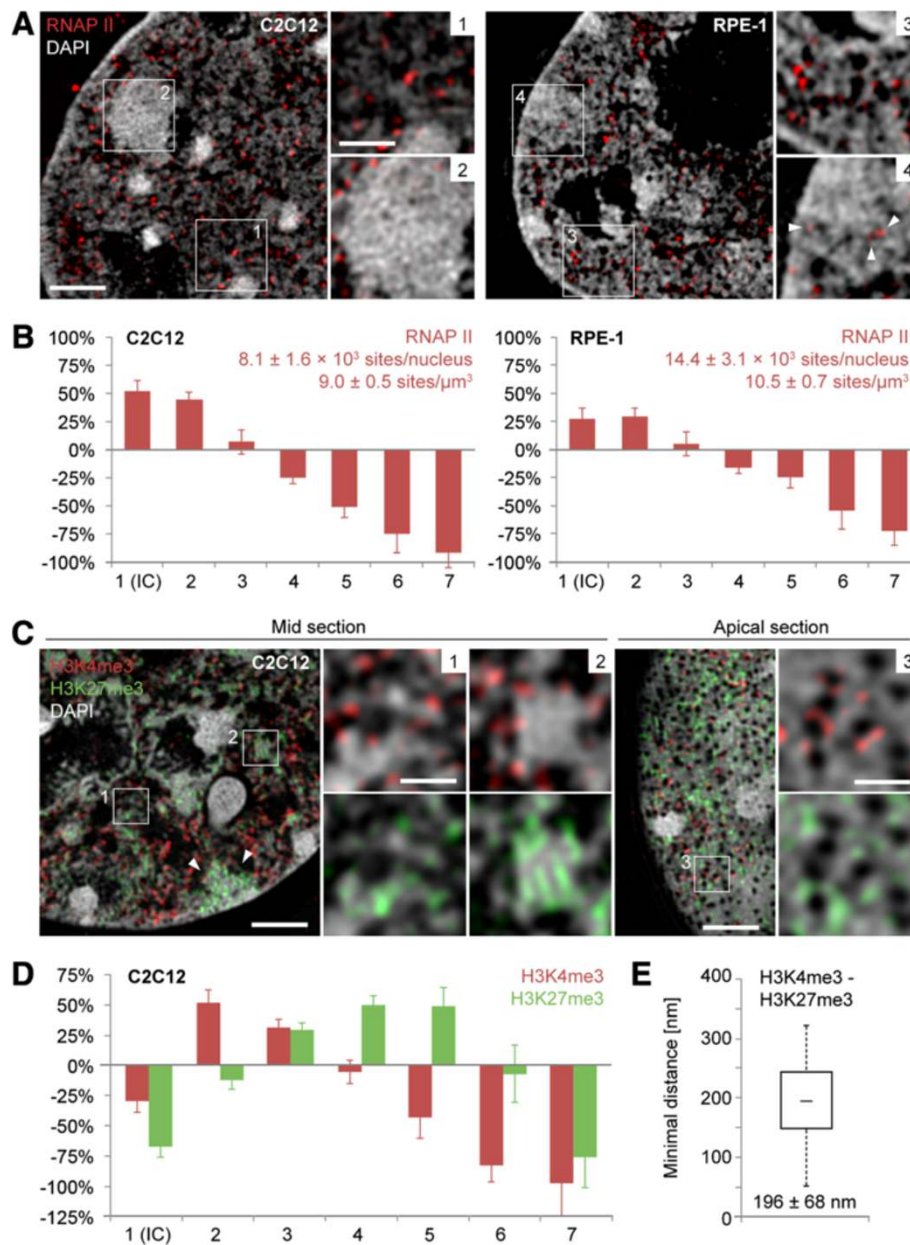 A
RNAP II
DAPI
C2C12
2
1
1
2
RPE-1
4
3
3
4
B
100%
75%
50%
25%
0%
-25%
-50%
-75%
-100%
C2C12
RNAP II
8.1 ± 1.6 × 10³ sites/nucleus
9.0 ± 0.5 sites/µm³
1 (IC) 2 3 4 5 6 7
100%
75%
50%
25%
0%
-25%
-50%
-75%
-100%
RPE-1
RNAP II
14.4 ± 3.1 × 10³ sites/nucleus
10.5 ± 0.7 sites/µm³
1 (IC) 2 3 4 5 6 7
C
Mid section
Apical section
H3K4me3
H3K27me3
DAPI
C2C12
1
2
1
2
3
3
D
75%
50%
25%
0%
-25%
-50%
-75%
-100%
-125%
C2C12
H3K4me3
H3K27me3
1 (IC) 2 3 4 5 6 7
E
Minimal distance [nm]
400
300
200
100
0
H3K4me3 -
H3K27me3
196 ± 68 nm